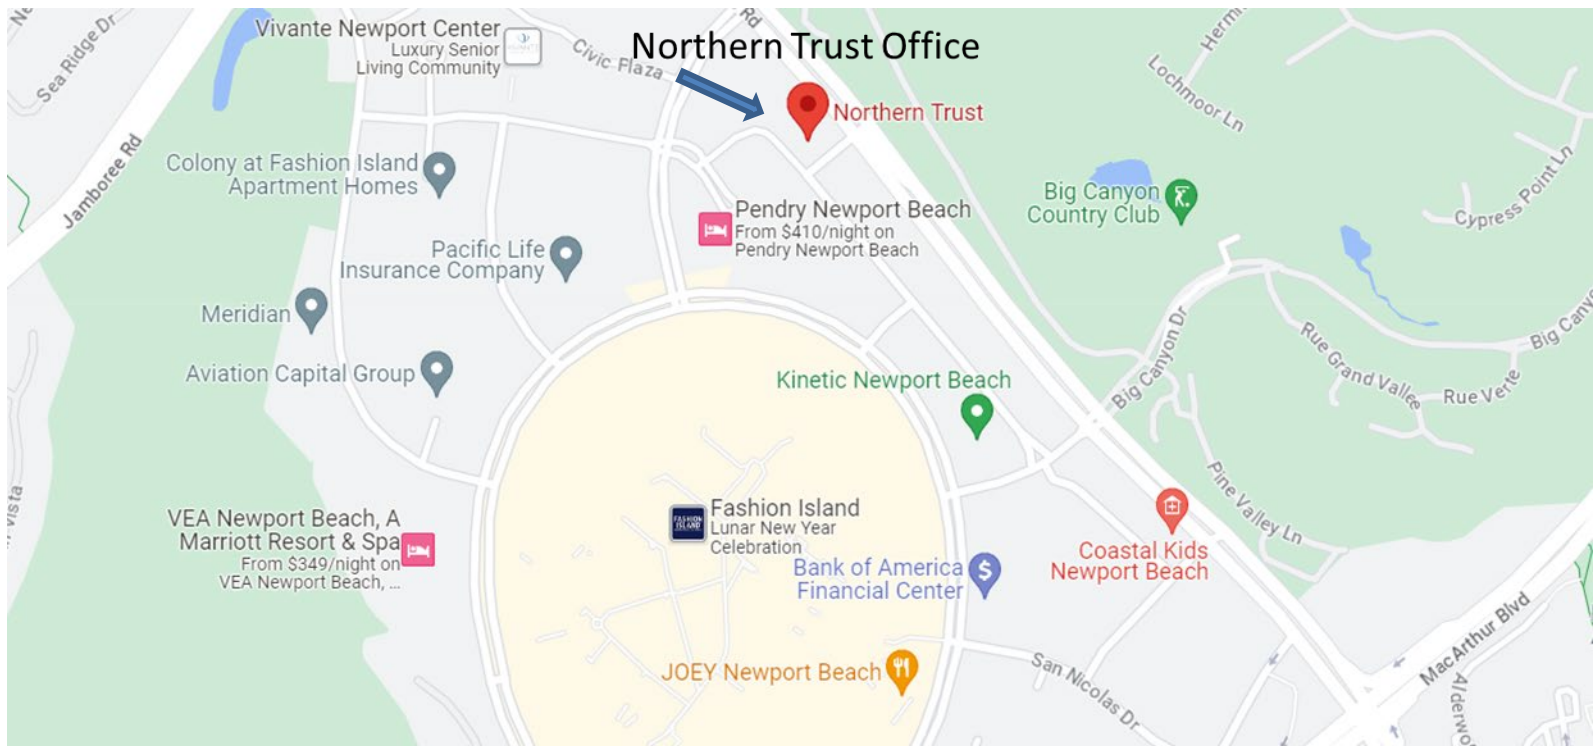 Ne
Sea Ridge Dr
Jamboree Rd
Vivante Newport Center
Luxury Senior
Living Community
Civic Plaza
Rd
Northern Trust Office
Northern Trust
Lochmoor Ln
Cypress Point Ln
Colony at Fashion Island
Apartment Homes
Big Canyon
Country Club
Pendry Newport Beach
From $410/night on
Pendry Newport Beach
Pacific Life
Insurance Company
Meridian
Aviation Capital Group
Kinetic Newport Beach
Big Canyon Dr
Rue Grand Vallee
Rue Verte
Pine Valley Ln
FASHION
ISLAND
Fashion Island
Lunar New Year
Celebration
VEA Newport Beach, A
Marriott Resort & Spa
From $349/night on
VEA Newport Beach, ...
Bank of America
Financial Center
$
Coastal Kids
Newport Beach
JOEY Newport Beach
San Nicolas Dr
MacArthur Blvd